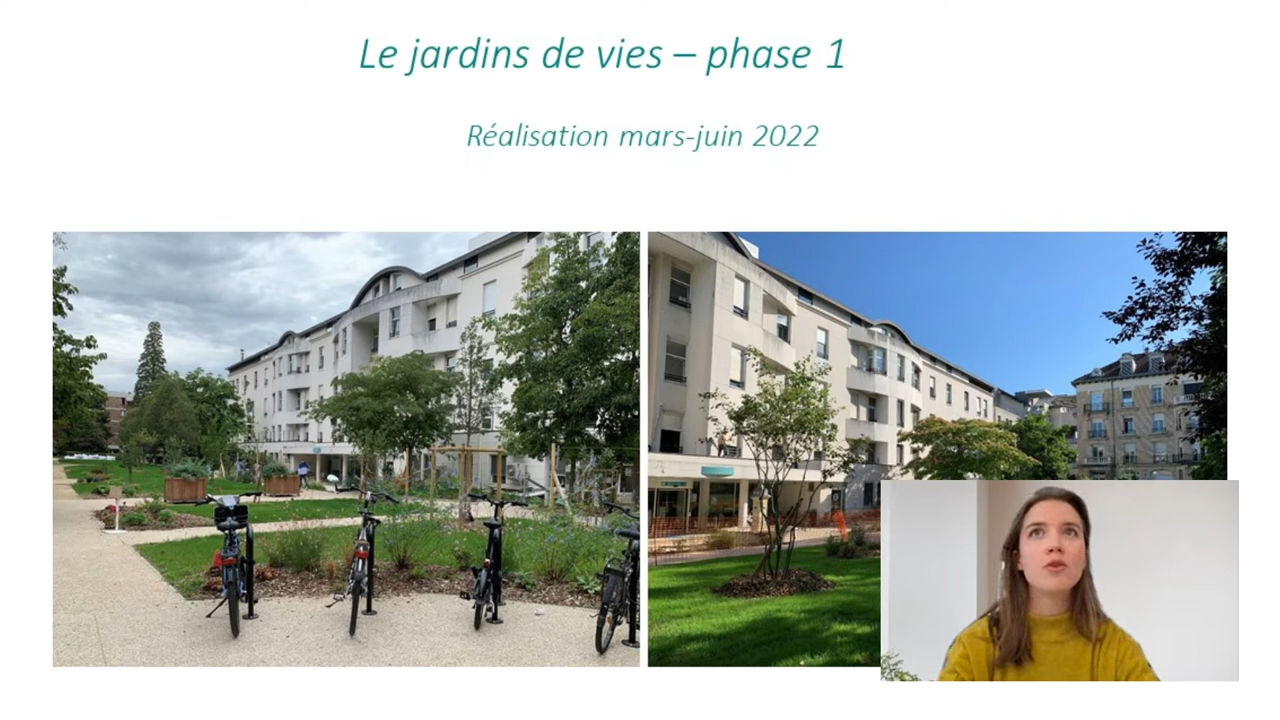 Le jardins de vies – phase 1
Réalisation mars-juin 2022